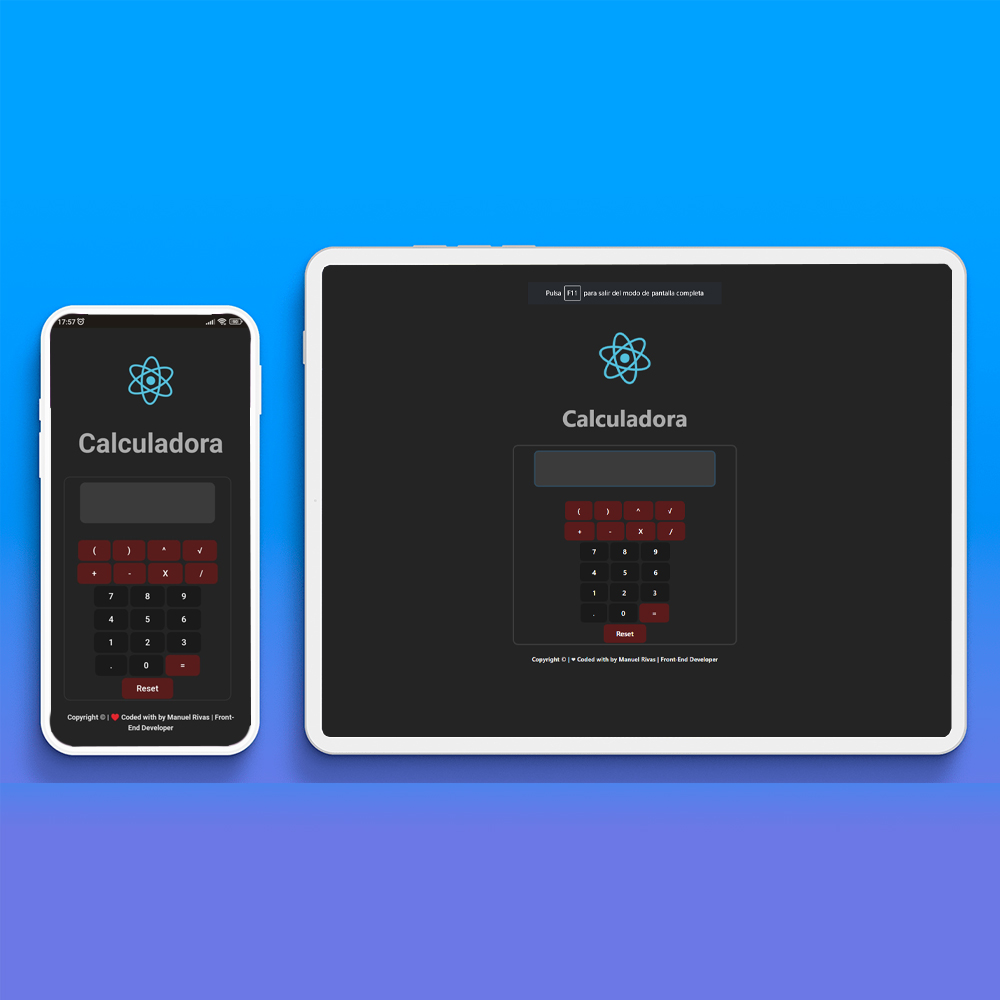 17:57
Calculadora
( ) ^ √
+ - X /
7 8 9
4 5 6
1 2 3
. 0 =
Reset
Copyright © | ❤ Coded with by Manuel Rivas | Front-
End Developer
Pulsa F11 para salir del modo de pantalla completa
Calculadora
( ) ^ √
+ - X /
7 8 9
4 5 6
1 2 3
. 0 =
Reset
Copyright © | ❤ Coded with by Manuel Rivas | Front-End Developer